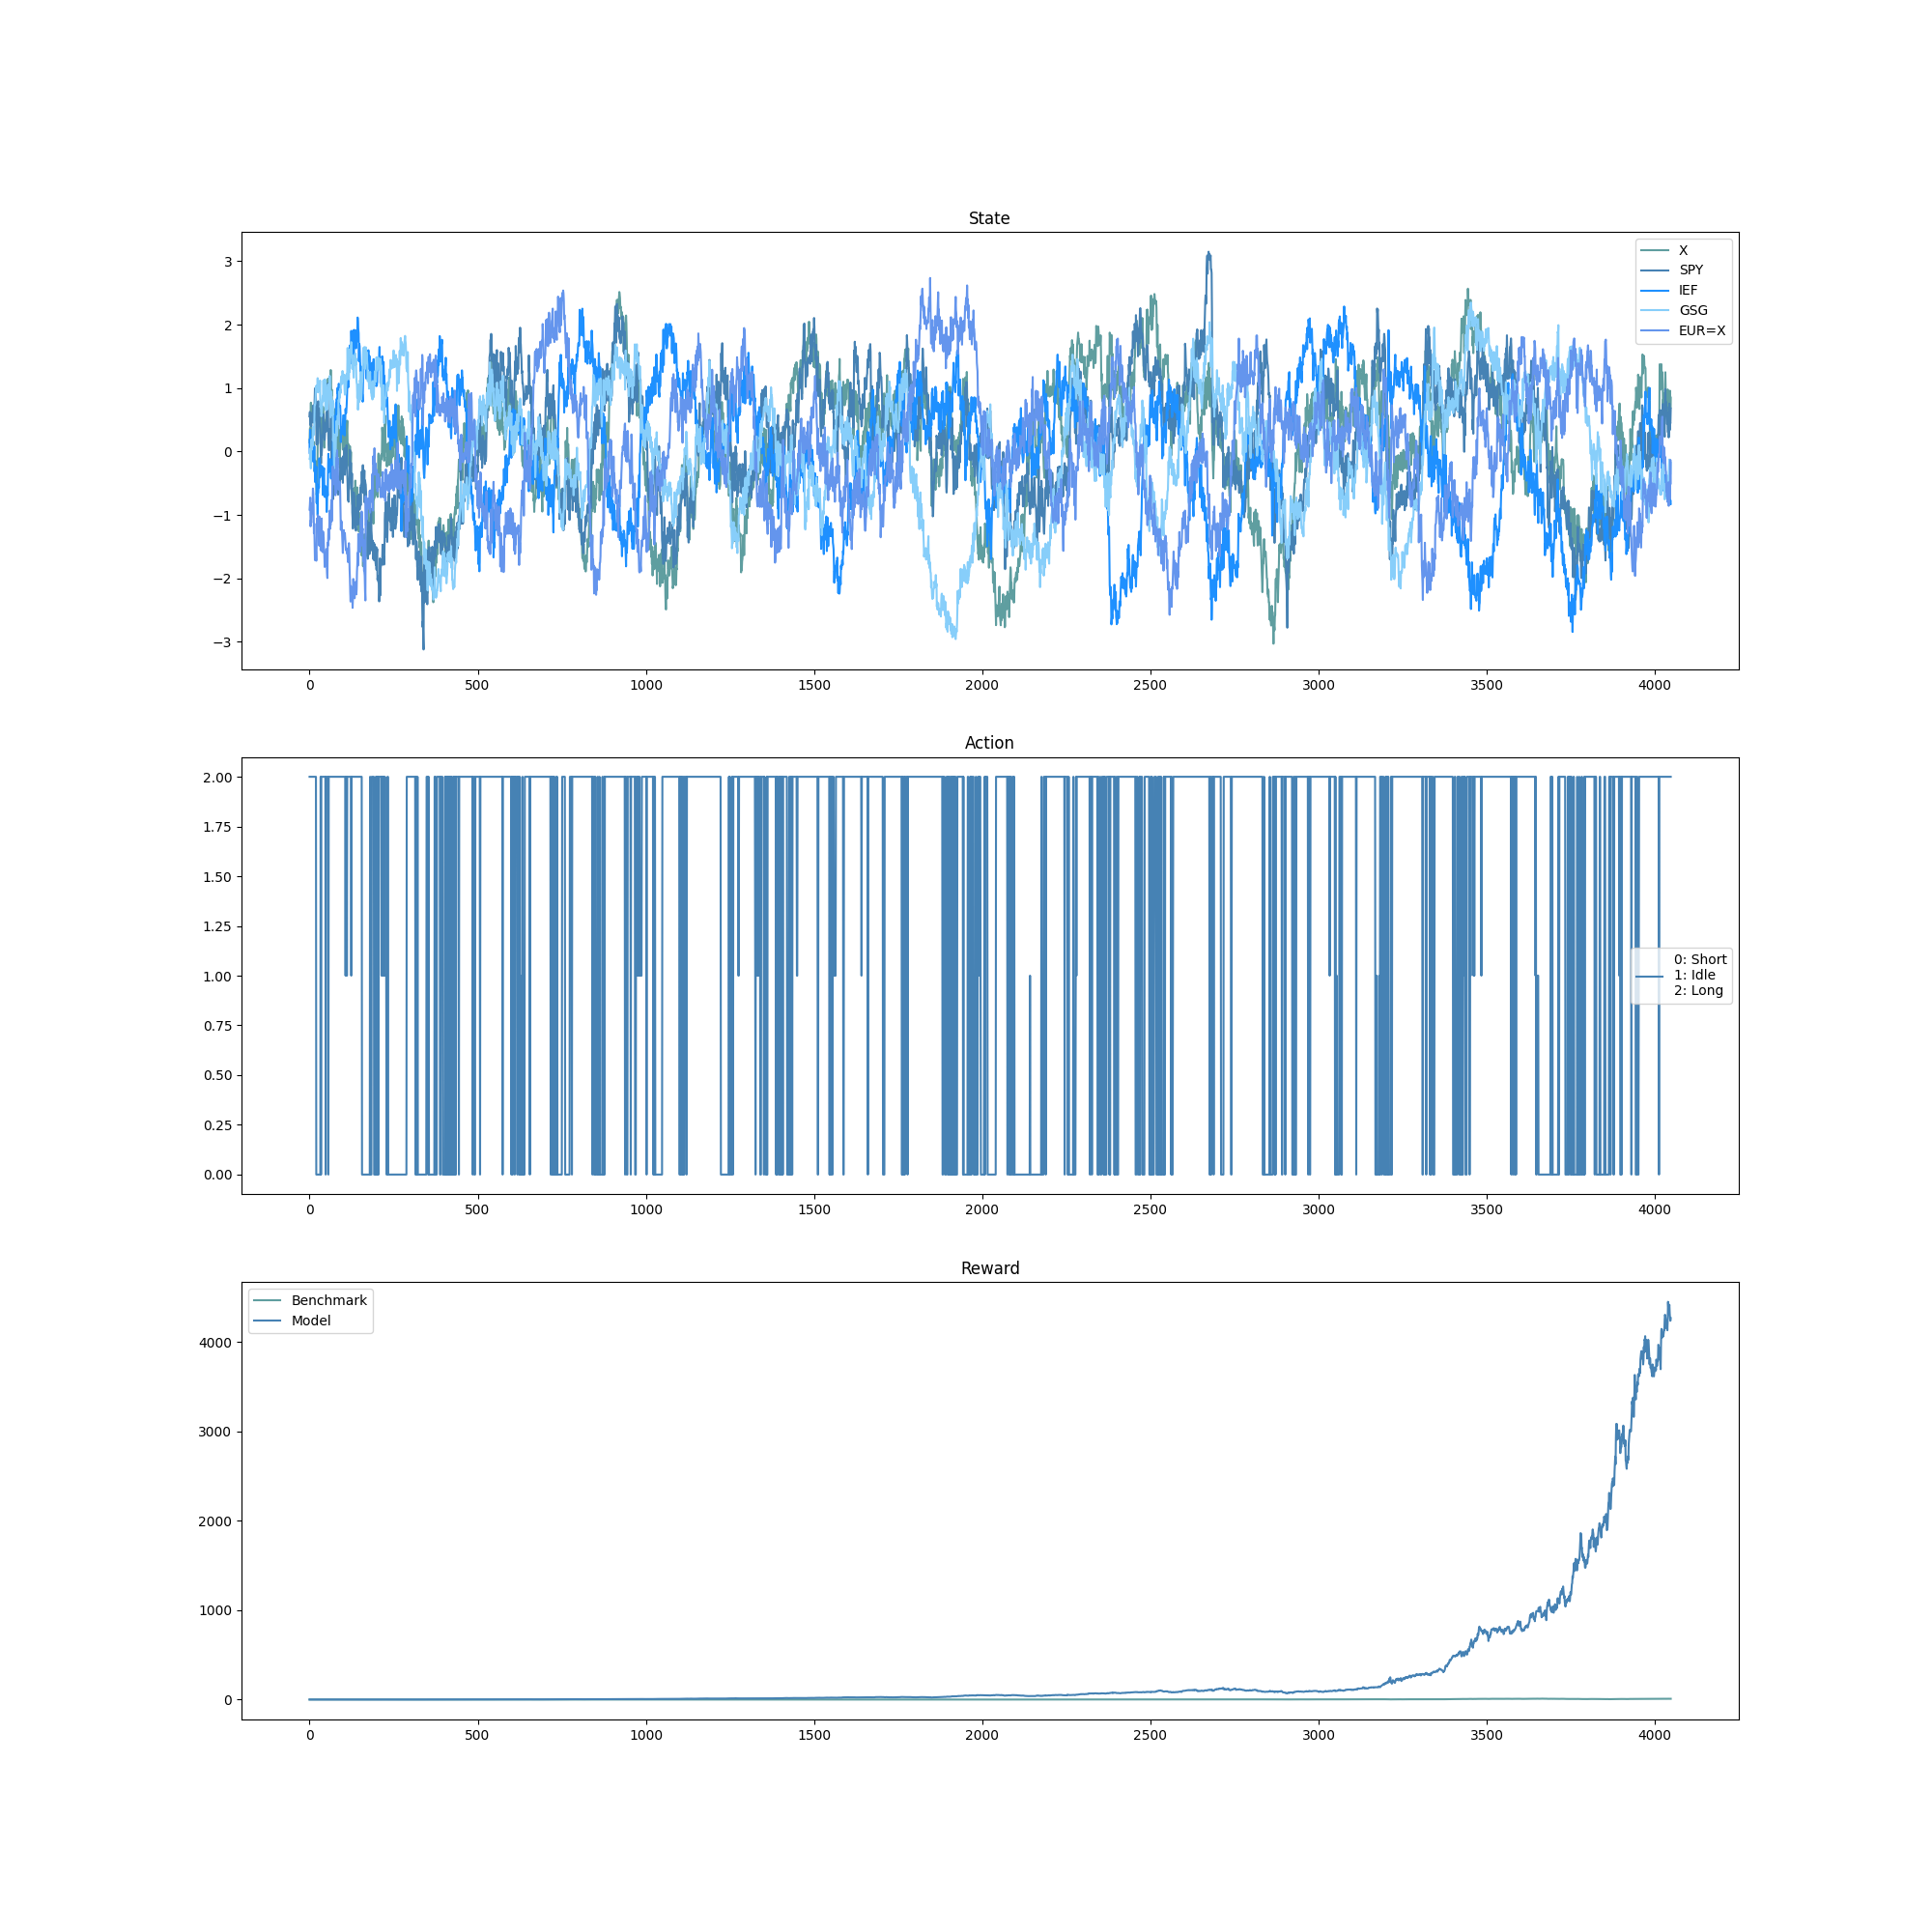 State
3
2
1
0
−1
−2
−3
X
SPY
IEF
GSG
EUR=X
0 500 1000 1500 2000 2500 3000 3500 4000
Action
2.00
1.75
1.50
1.25
1.00
0.75
0.50
0.25
0.00
0: Short
1: Idle
2: Long
0 500 1000 1500 2000 2500 3000 3500 4000
Reward
Benchmark
Model
4000
3000
2000
1000
0
0 500 1000 1500 2000 2500 3000 3500 4000